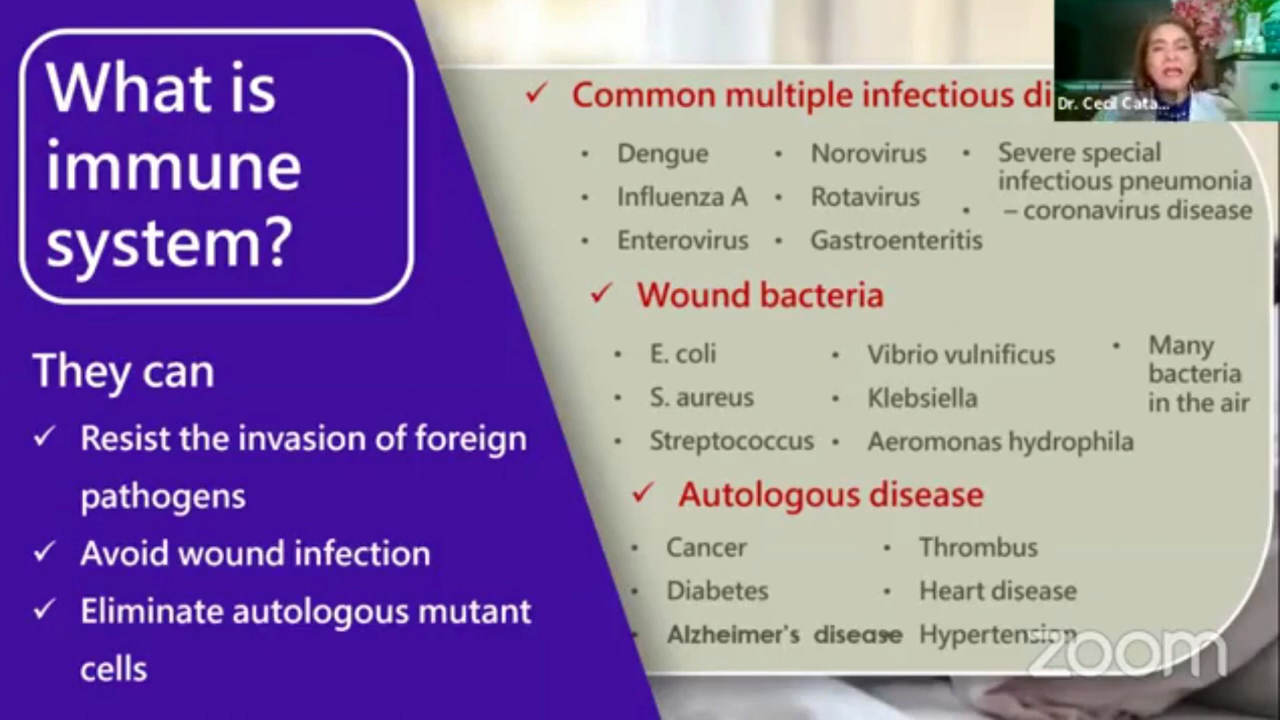 What is
immune
system?
They can
✓ Resist the invasion of foreign
pathogens
✓ Avoid wound infection
✓ Eliminate autologous mutant
cells
✓ Common multiple infectious di
• Dengue
• Influenza A
• Enterovirus
• Norovirus
• Rotavirus
• Gastroenteritis
• Severe special
infectious pneumonia
• – coronavirus disease
✓ Wound bacteria
• E. coli
• S. aureus
• Streptococcus
• Vibrio vulnificus
• Klebsiella
• Aeromonas hydrophila
• Many
bacteria
in the air
✓ Autologous disease
• Cancer
• Diabetes
• Alzheimer's disease
• Thrombus
• Heart disease
• Hypertension
Dr. Cecil Cata...
zoom